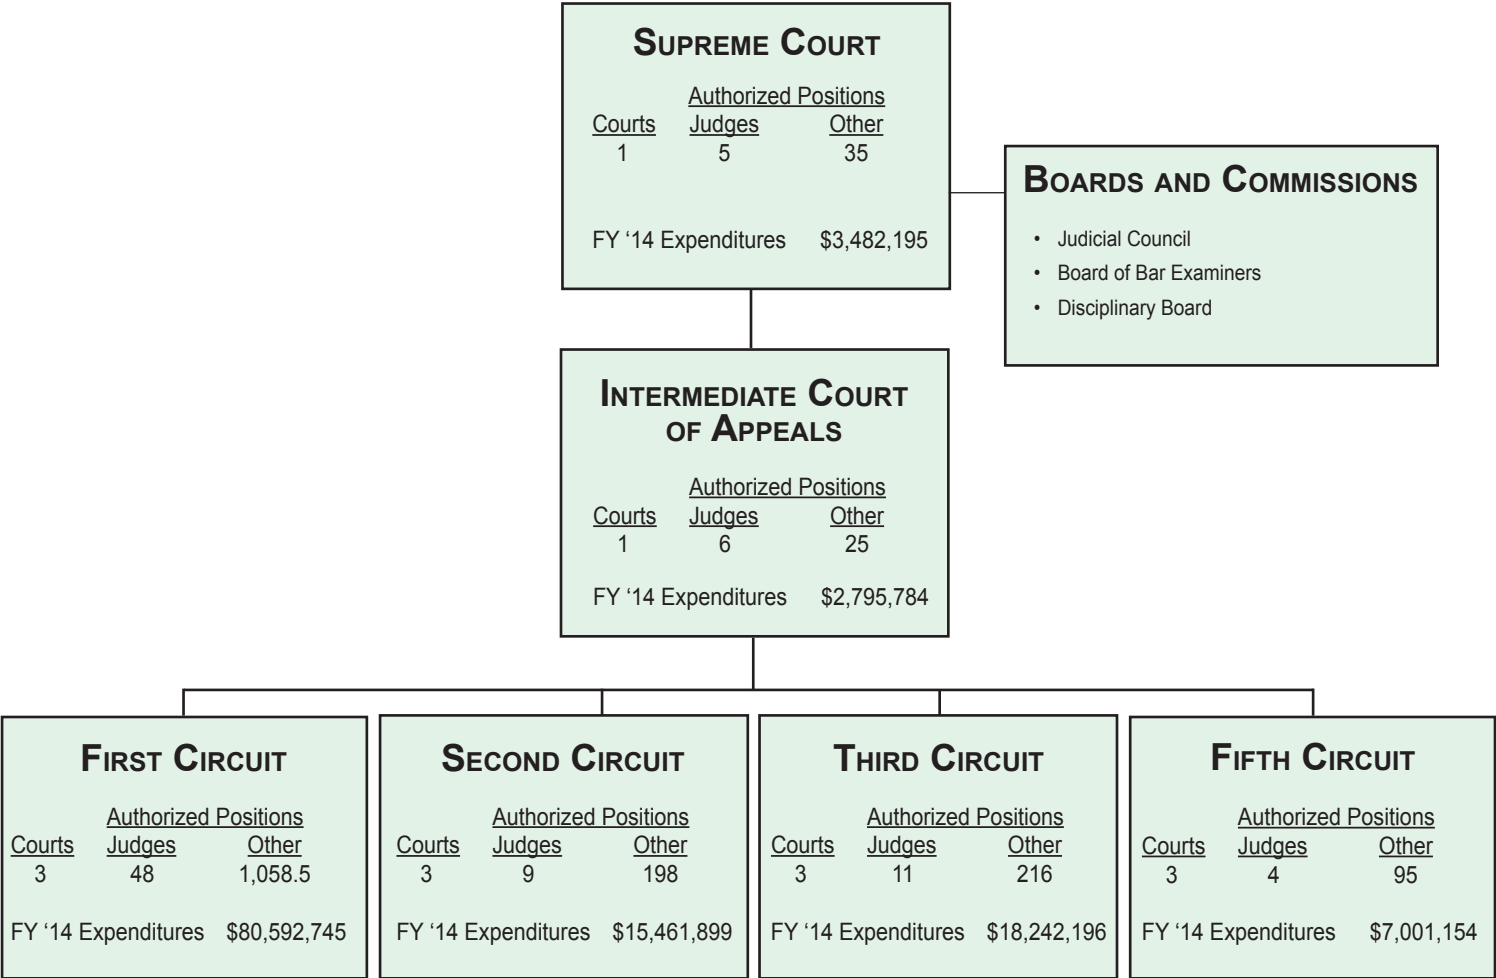 SUPREME COURT
Authorized Positions
Courts Judges Other
1 5 35
FY ‘14 Expenditures $3,482,195
BOARDS AND COMMISSIONS
• Judicial Council
• Board of Bar Examiners
• Disciplinary Board
INTERMEDIATE COURT
OF APPEALS
Authorized Positions
Courts Judges Other
1 6 25
FY ‘14 Expenditures $2,795,784
FIRST CIRCUIT
Authorized Positions
Courts Judges Other
3 48 1,058.5
FY ‘14 Expenditures $80,592,745
SECOND CIRCUIT
Authorized Positions
Courts Judges Other
3 9 198
FY ‘14 Expenditures $15,461,899
THIRD CIRCUIT
Authorized Positions
Courts Judges Other
3 11 216
FY ‘14 Expenditures $18,242,196
FIFTH CIRCUIT
Authorized Positions
Courts Judges Other
3 4 95
FY ‘14 Expenditures $7,001,154